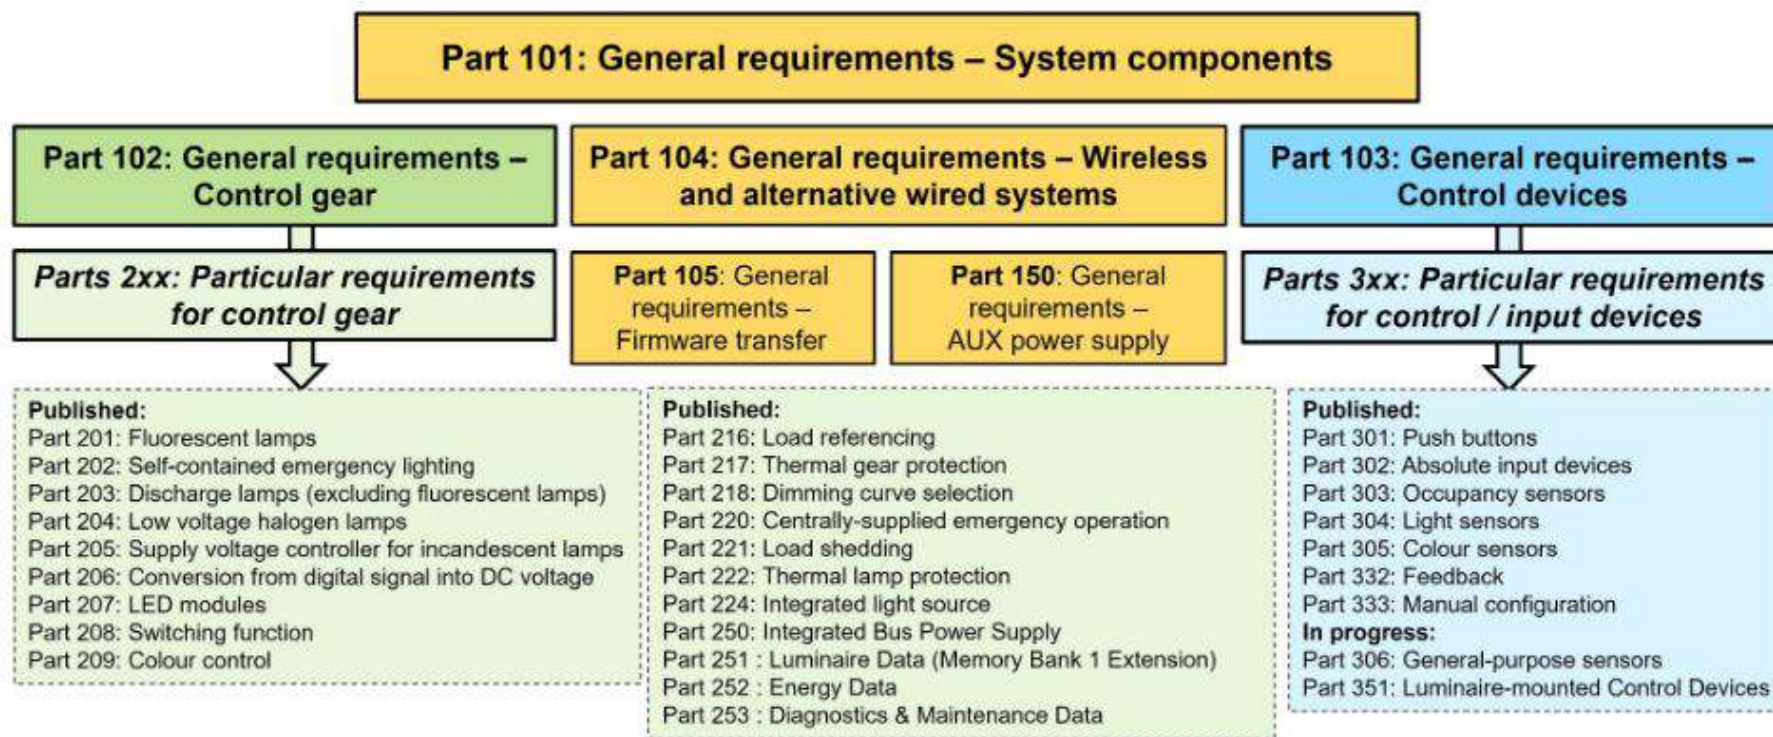 Part 101: General requirements – System components
Part 102: General requirements –
Control gear
Part 104: General requirements – Wireless
and alternative wired systems
Part 103: General requirements –
Control devices
Parts 2xx: Particular requirements
for control gear
Part 105: General
requirements –
Firmware transfer
Part 150: General
requirements –
AUX power supply
Parts 3xx: Particular requirements
for control / input devices
Published:
Part 201: Fluorescent lamps
Part 202: Self-contained emergency lighting
Part 203: Discharge lamps (excluding fluorescent lamps)
Part 204: Low voltage halogen lamps
Part 205: Supply voltage controller for incandescent lamps
Part 206: Conversion from digital signal into DC voltage
Part 207: LED modules
Part 208: Switching function
Part 209: Colour control
Published:
Part 216: Load referencing
Part 217: Thermal gear protection
Part 218: Dimming curve selection
Part 220: Centrally-supplied emergency operation
Part 221: Load shedding
Part 222: Thermal lamp protection
Part 224: Integrated light source
Part 250: Integrated Bus Power Supply
Part 251 : Luminaire Data (Memory Bank 1 Extension)
Part 252 : Energy Data
Part 253 : Diagnostics & Maintenance Data
Published:
Part 301: Push buttons
Part 302: Absolute input devices
Part 303: Occupancy sensors
Part 304: Light sensors
Part 305: Colour sensors
Part 332: Feedback
Part 333: Manual configuration
In progress:
Part 306: General-purpose sensors
Part 351: Luminaire-mounted Control Devices